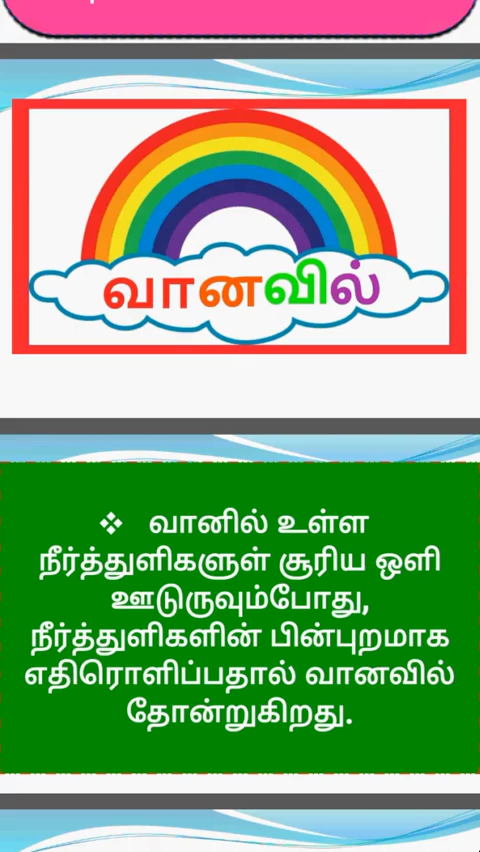 வானவில்
❖ வானில் உள்ள
நீர்த்துளிகளுள் சூரிய ஒளி
ஊடுருவும்போது,
நீர்த்துளிகளின் பின்புறமாக
எதிரொளிப்பதால் வானவில்
தோன்றுகிறது.